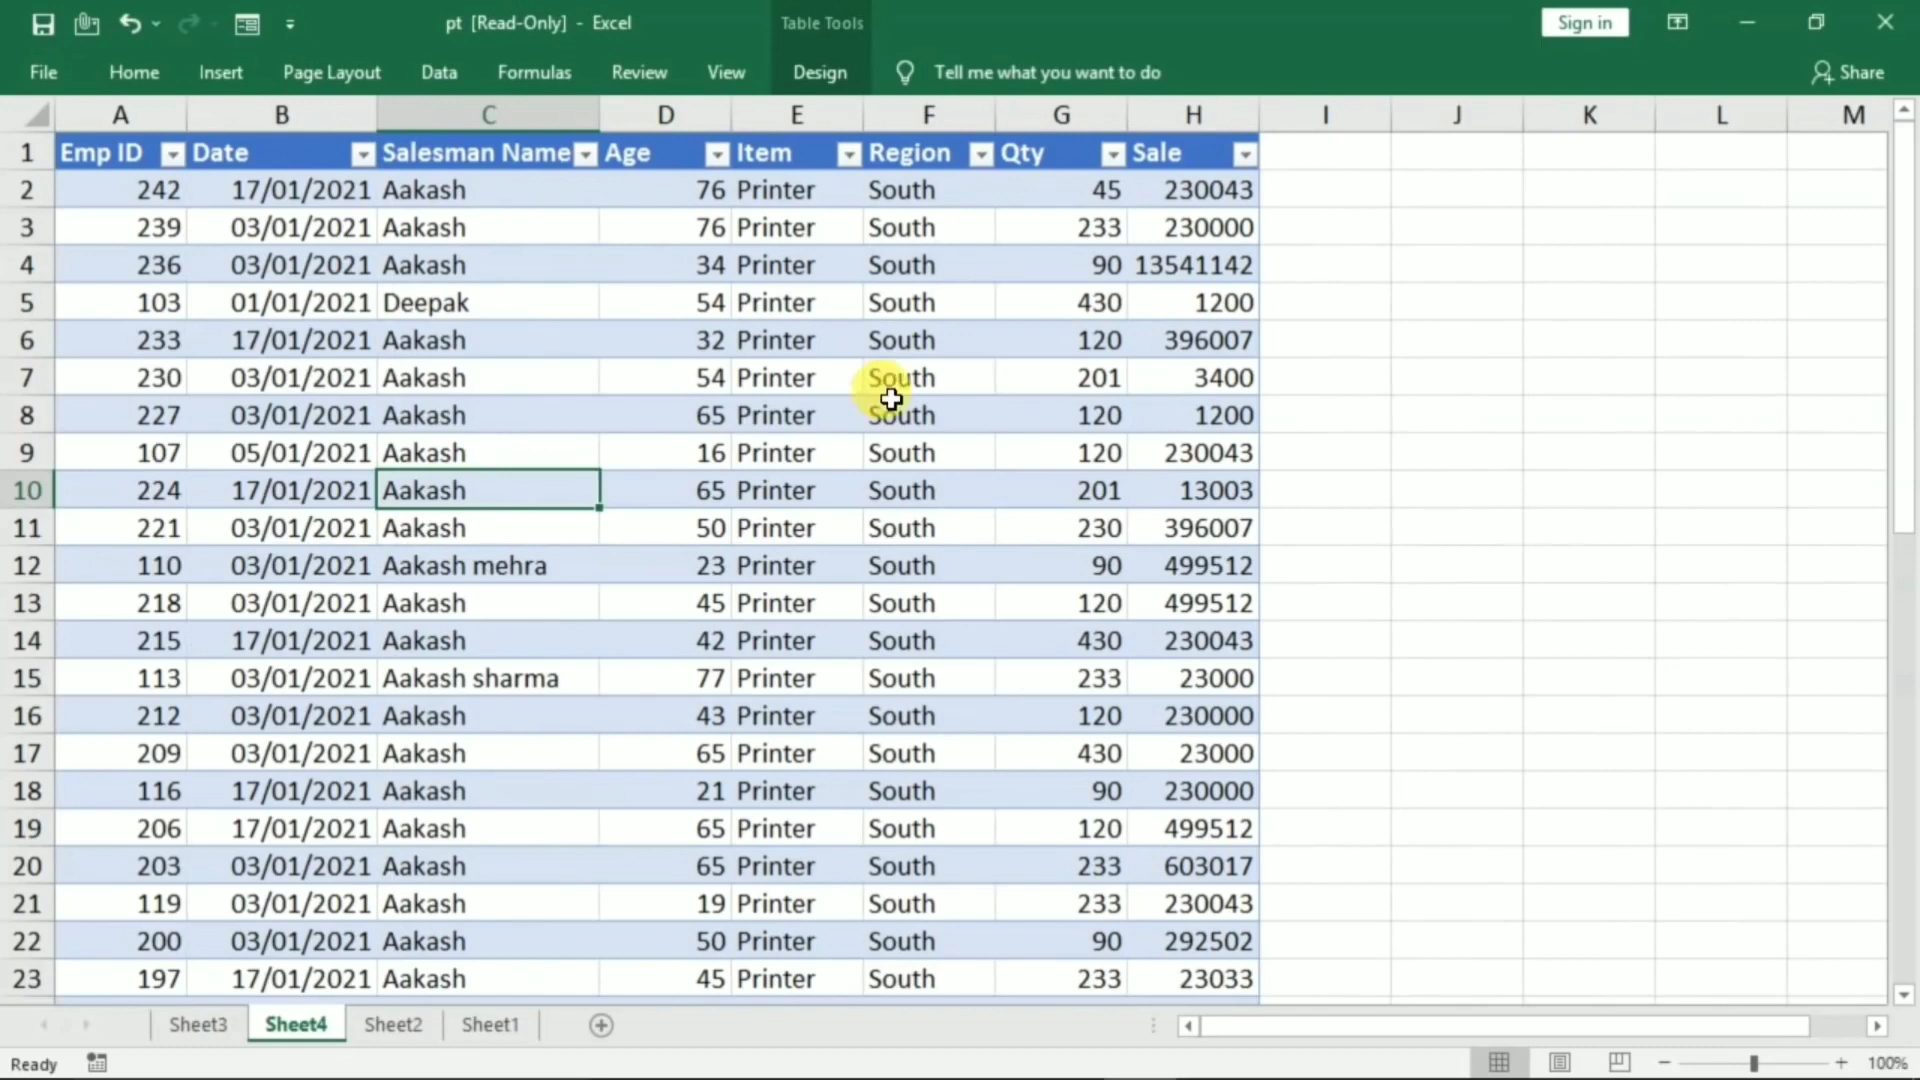 pt [Read-Only] - Excel
Table Tools
Sign in
File Home Insert Page Layout Data Formulas Review View Design Tell me what you want to do Share
A B C D E F G H I J K L M
1 Emp ID Date Salesman Name Age Item Region Qty Sale
2 242 17/01/2021 Aakash 76 Printer South 45 230043
3 239 03/01/2021 Aakash 76 Printer South 233 230000
4 236 03/01/2021 Aakash 34 Printer South 90 13541142
5 103 01/01/2021 Deepak 54 Printer South 430 1200
6 233 17/01/2021 Aakash 32 Printer South 120 396007
7 230 03/01/2021 Aakash 54 Printer South 201 3400
8 227 03/01/2021 Aakash 65 Printer South 120 1200
9 107 05/01/2021 Aakash 16 Printer South 120 230043
10 224 17/01/2021 Aakash 65 Printer South 201 13003
11 221 03/01/2021 Aakash 50 Printer South 230 396007
12 110 03/01/2021 Aakash mehra 23 Printer South 90 499512
13 218 03/01/2021 Aakash 45 Printer South 120 499512
14 215 17/01/2021 Aakash 42 Printer South 430 230043
15 113 03/01/2021 Aakash sharma 77 Printer South 233 23000
16 212 03/01/2021 Aakash 43 Printer South 120 230000
17 209 03/01/2021 Aakash 65 Printer South 430 23000
18 116 17/01/2021 Aakash 21 Printer South 90 230000
19 206 17/01/2021 Aakash 65 Printer South 120 499512
20 203 03/01/2021 Aakash 65 Printer South 233 603017
21 119 03/01/2021 Aakash 19 Printer South 233 230043
22 200 03/01/2021 Aakash 50 Printer South 90 292502
23 197 17/01/2021 Aakash 45 Printer South 233 23033
Sheet3 Sheet4 Sheet2 Sheet1
Ready 100%